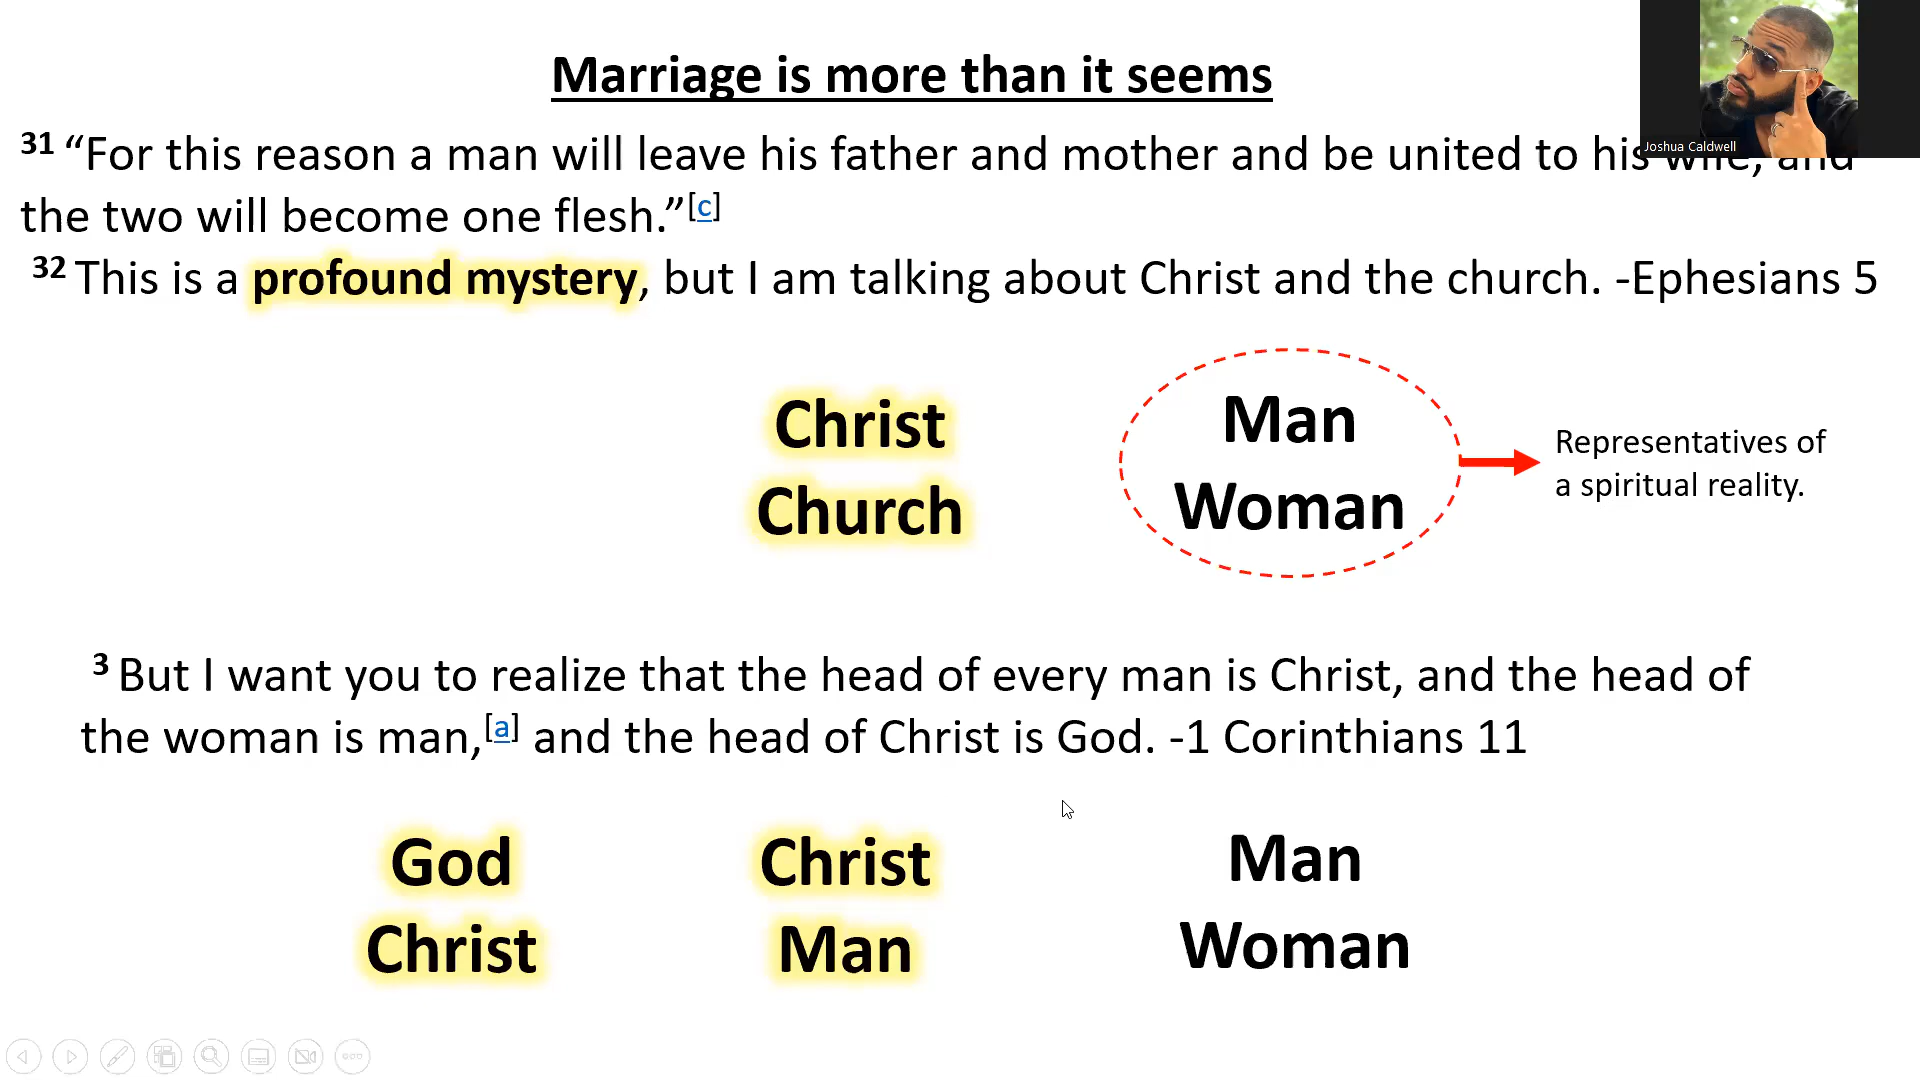 Marriage is more than it seems
Joshua Caldwell
31 “For this reason a man will leave his father and mother and be united to his wife, and
the two will become one flesh.”[c]
32 This is a profound mystery, but I am talking about Christ and the church. -Ephesians 5
Christ
Church
Man
Woman
Representatives of
a spiritual reality.
3 But I want you to realize that the head of every man is Christ, and the head of
the woman is man,[a] and the head of Christ is God. -1 Corinthians 11
God
Christ
Christ
Man
Man
Woman